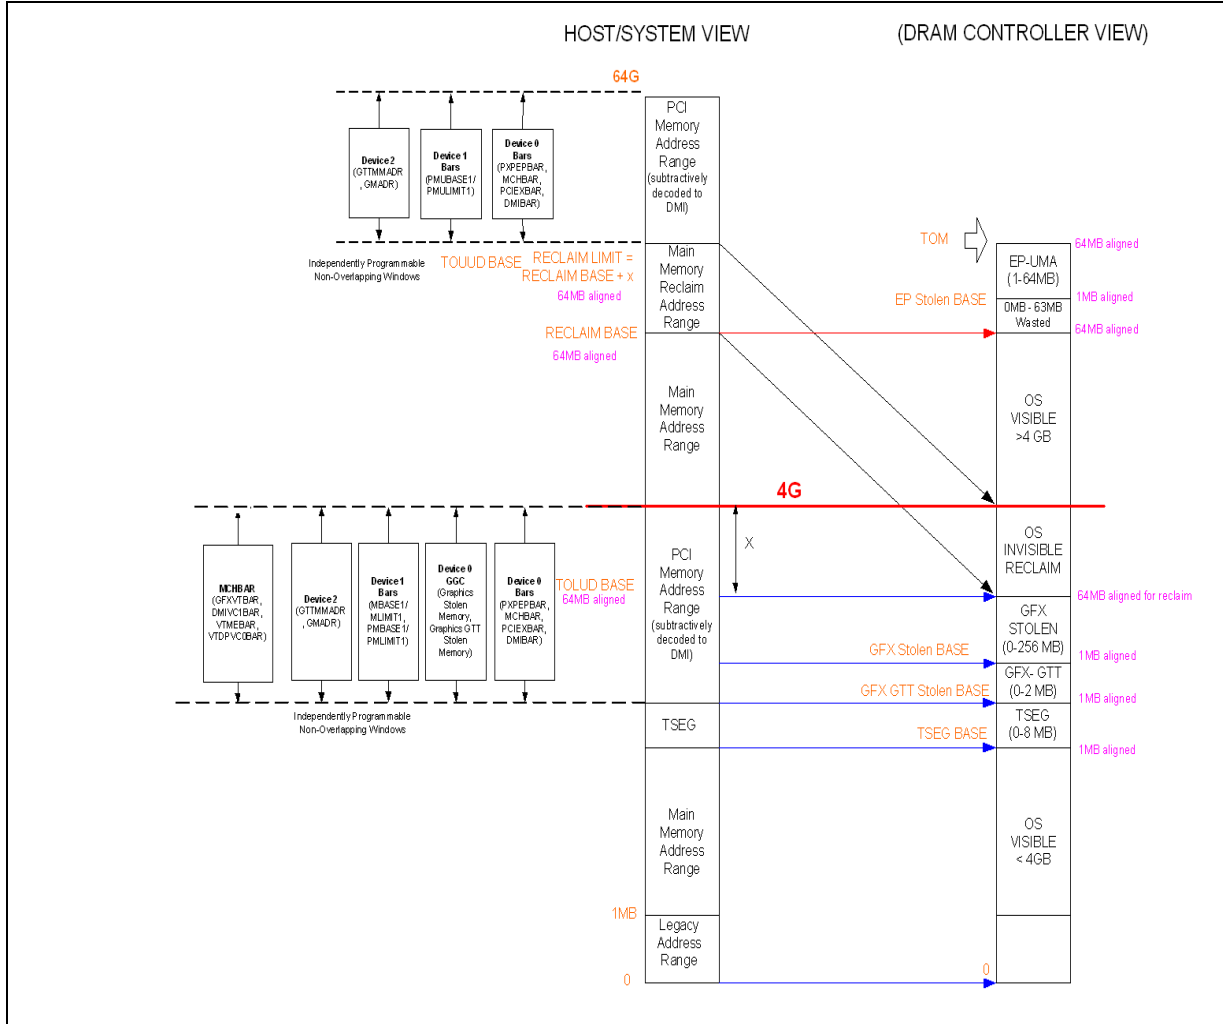 HOST/SYSTEM VIEW
(DRAM CONTROLLER VIEW)
64G
PCI
Memory
Address
Range
(subtractively
decoded to
DMI)
Device 2
(GTTMMADR
, GMADR)
Device 1
Bars
(PMUBASE1/
PMULIMIT1)
Device 0
Bars
(PXPEPBAR,
MCHBAR,
PCIEXBAR,
DMIBAR)
Independently Programmable
Non-Overlapping Windows
TOUUD BASE
RECLAIM LIMIT =
RECLAIM BASE + x
64MB aligned
Main
Memory
Reclaim
Address
Range
RECLAIM BASE
64MB aligned
TOM
64MB aligned
EP-UMA
(1-64MB)
EP Stolen BASE
1MB aligned
0MB - 63MB
Wasted
64MB aligned
Main
Memory
Address
Range
OS
VISIBLE
>4 GB
4G
X
OS
INVISIBLE
RECLAIM
MCHBAR
(GFXVTBAR,
DMIVC1BAR,
VTMEBAR,
VTDPVC0BAR)
Device 2
(GTTMMADR
, GMADR)
Device 1
Bars
(MBASE1/
MLIMIT1,
PMBASE1/
PMLIMIT1)
Device 0
GGC
(Graphics
Stolen
Memory,
Graphics GTT
Stolen
Memory)
Device 0
Bars
(PXPEPBAR,
MCHBAR,
PCIEXBAR,
DMIBAR)
TOLUD BASE
64MB aligned
PCI
Memory
Address
Range
(subtractively
decoded to
DMI)
64MB aligned for reclaim
GFX
STOLEN
(0-256 MB)
GFX Stolen BASE
1MB aligned
GFX- GTT
(0-2 MB)
GFX GTT Stolen BASE
1MB aligned
Independently Programmable
Non-Overlapping Windows
TSEG
TSEG
(0-8 MB)
TSEG BASE
1MB aligned
Main
Memory
Address
Range
OS
VISIBLE
< 4GB
1MB
Legacy
Address
Range
0
0